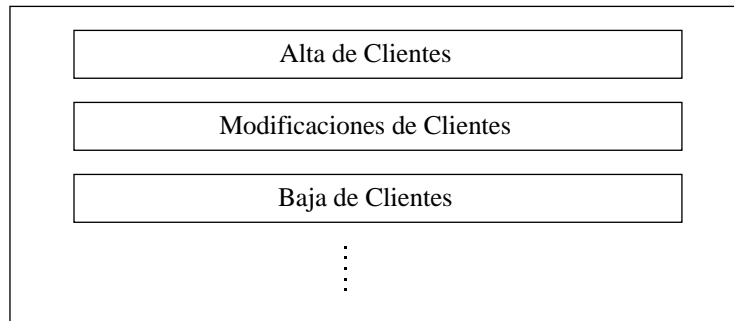 Alta de Clientes
Modificaciones de Clientes
Baja de Clientes